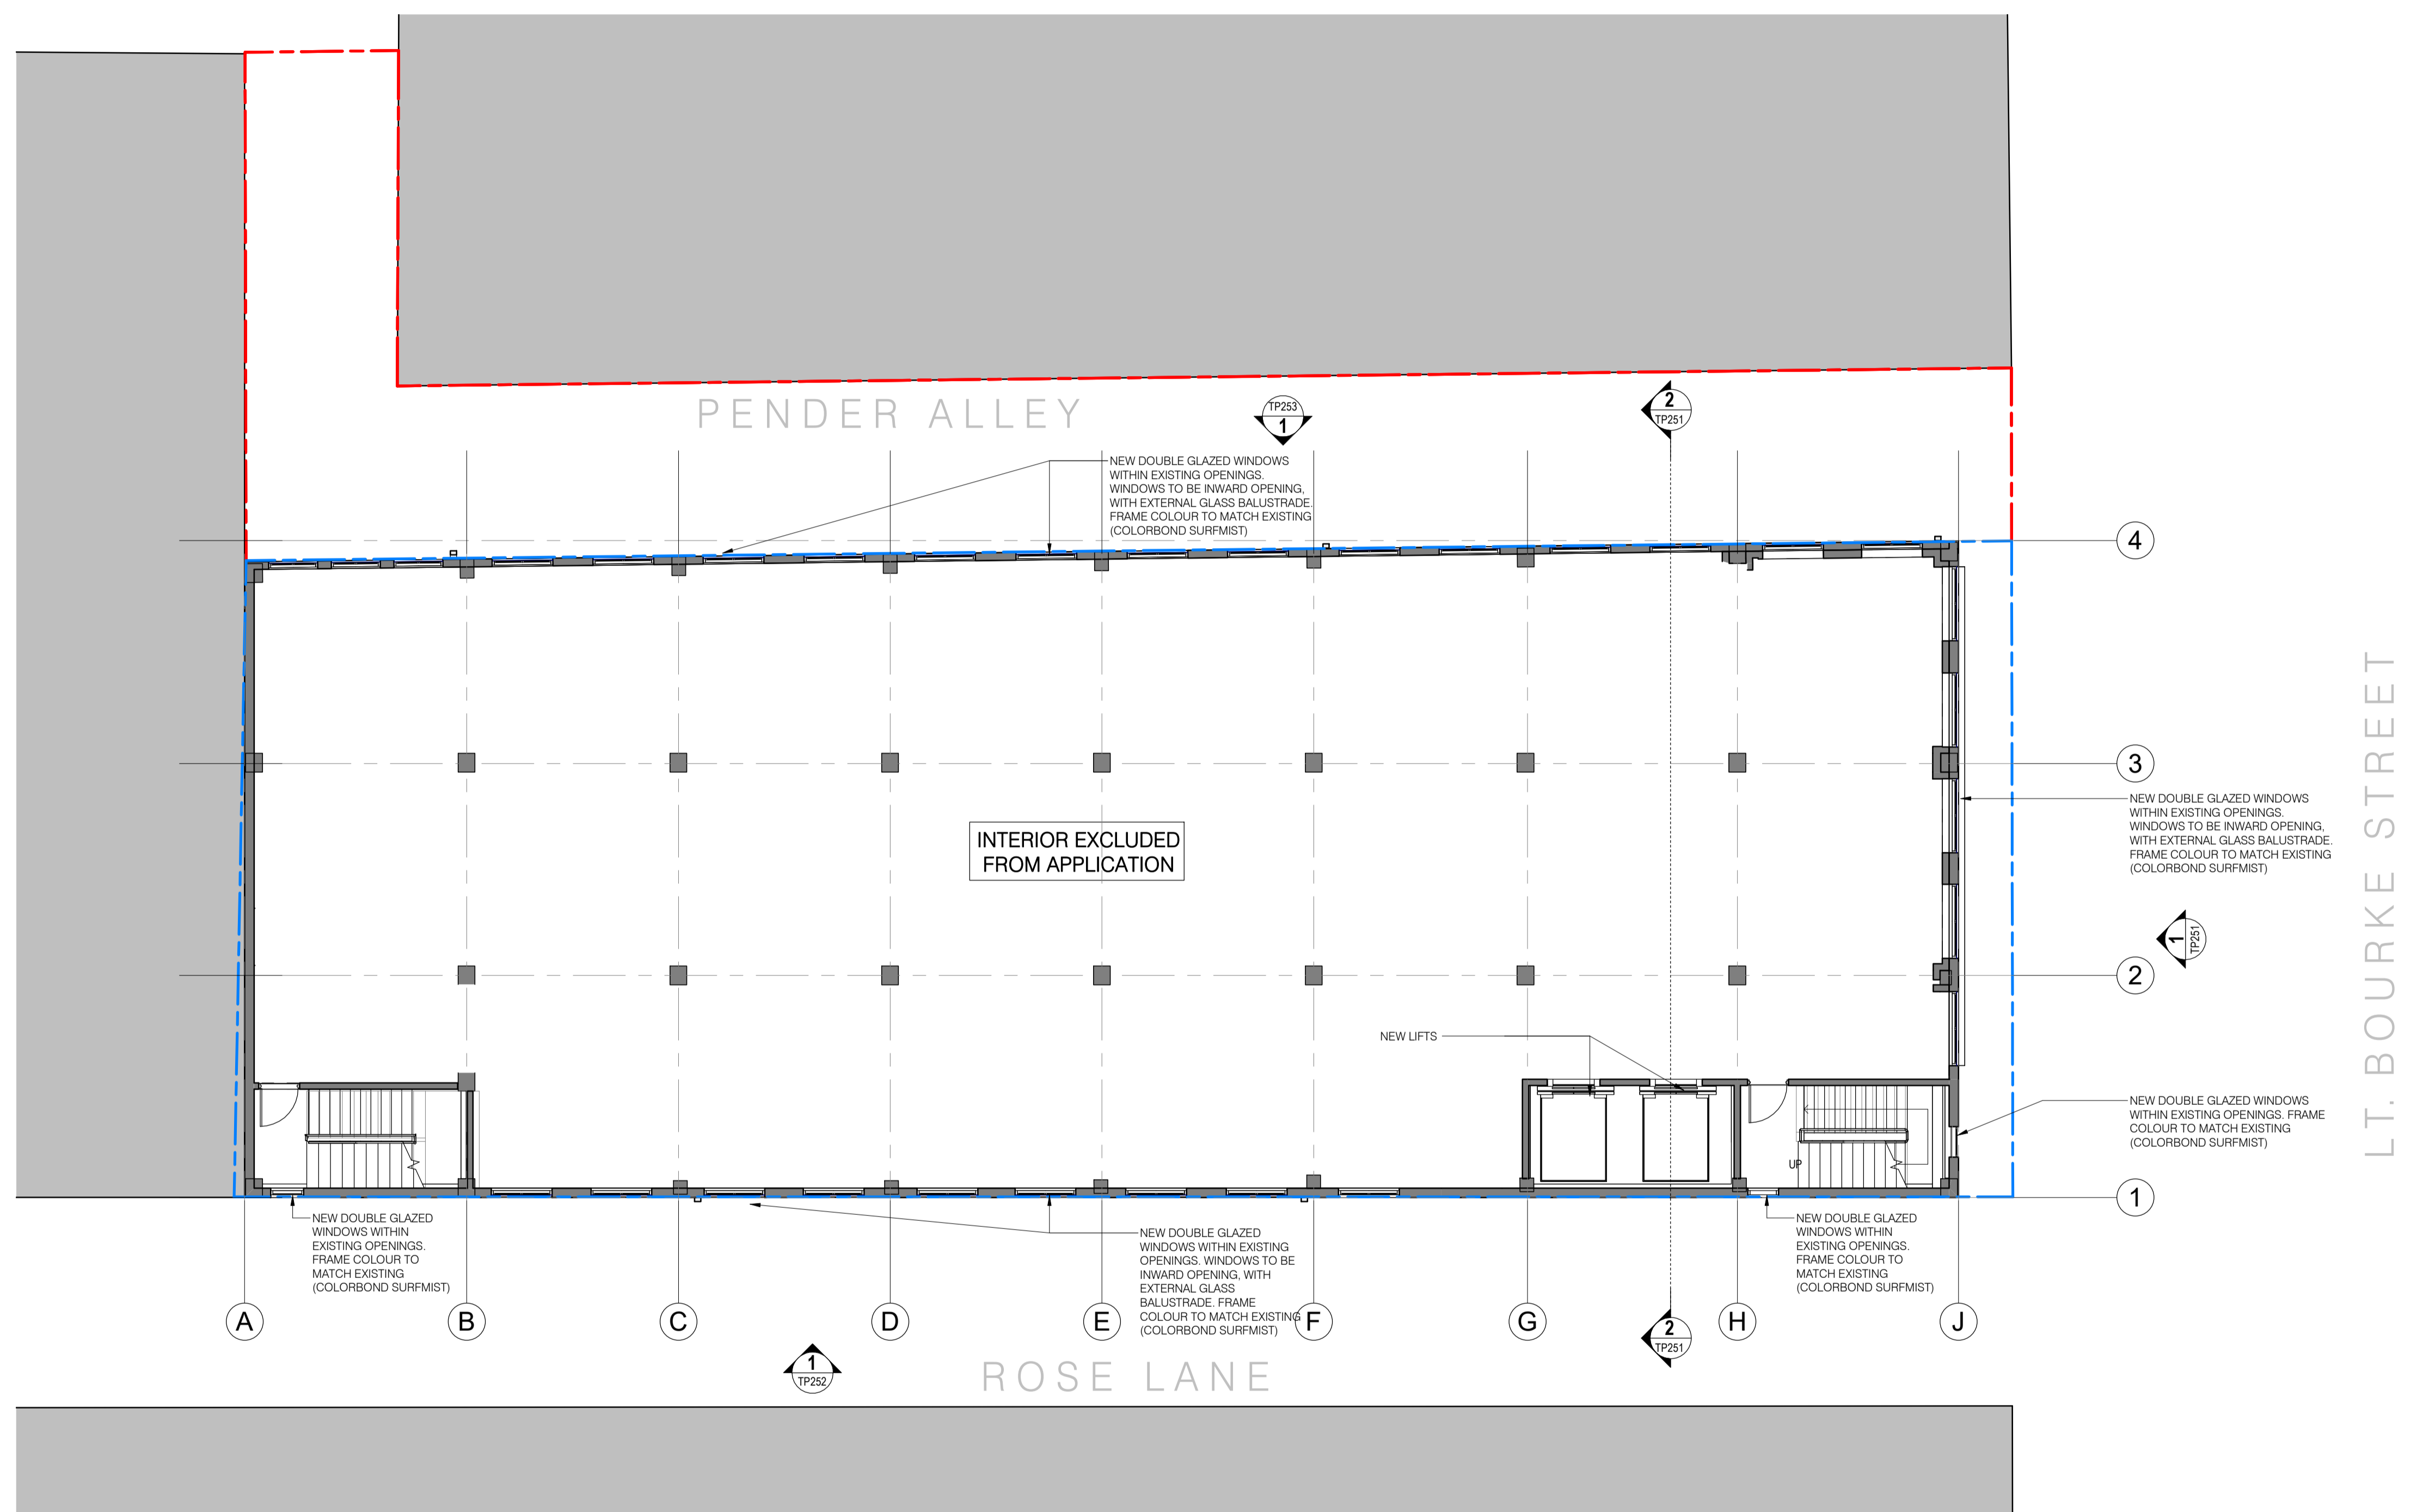 PENDER ALLEY
TP253
1
2
TP251
NEW DOUBLE GLAZED WINDOWS
WITHIN EXISTING OPENINGS.
WINDOWS TO BE INWARD OPENING,
WITH EXTERNAL GLASS BALUSTRADE.
FRAME COLOUR TO MATCH EXISTING
(COLORBOND SURFMIST)
4
3
NEW DOUBLE GLAZED WINDOWS
WITHIN EXISTING OPENINGS.
WINDOWS TO BE INWARD OPENING,
WITH EXTERNAL GLASS BALUSTRADE.
FRAME COLOUR TO MATCH EXISTING
(COLORBOND SURFMIST)
INTERIOR EXCLUDED
FROM APPLICATION
1
TP251
LT. BOURKE STREET
2
NEW LIFTS
NEW DOUBLE GLAZED WINDOWS
WITHIN EXISTING OPENINGS. FRAME
COLOUR TO MATCH EXISTING
(COLORBOND SURFMIST)
UP
1
NEW DOUBLE GLAZED
WINDOWS WITHIN
EXISTING OPENINGS.
FRAME COLOUR TO
MATCH EXISTING
(COLORBOND SURFMIST)
NEW DOUBLE GLAZED
WINDOWS WITHIN EXISTING
OPENINGS. WINDOWS TO BE
INWARD OPENING, WITH
EXTERNAL GLASS
BALUSTRADE. FRAME
COLOUR TO MATCH EXISTING
(COLORBOND SURFMIST)
NEW DOUBLE GLAZED
WINDOWS WITHIN
EXISTING OPENINGS.
FRAME COLOUR TO
MATCH EXISTING
(COLORBOND SURFMIST)
A B C D E F G H J
2
TP251
1
TP252
ROSE LANE